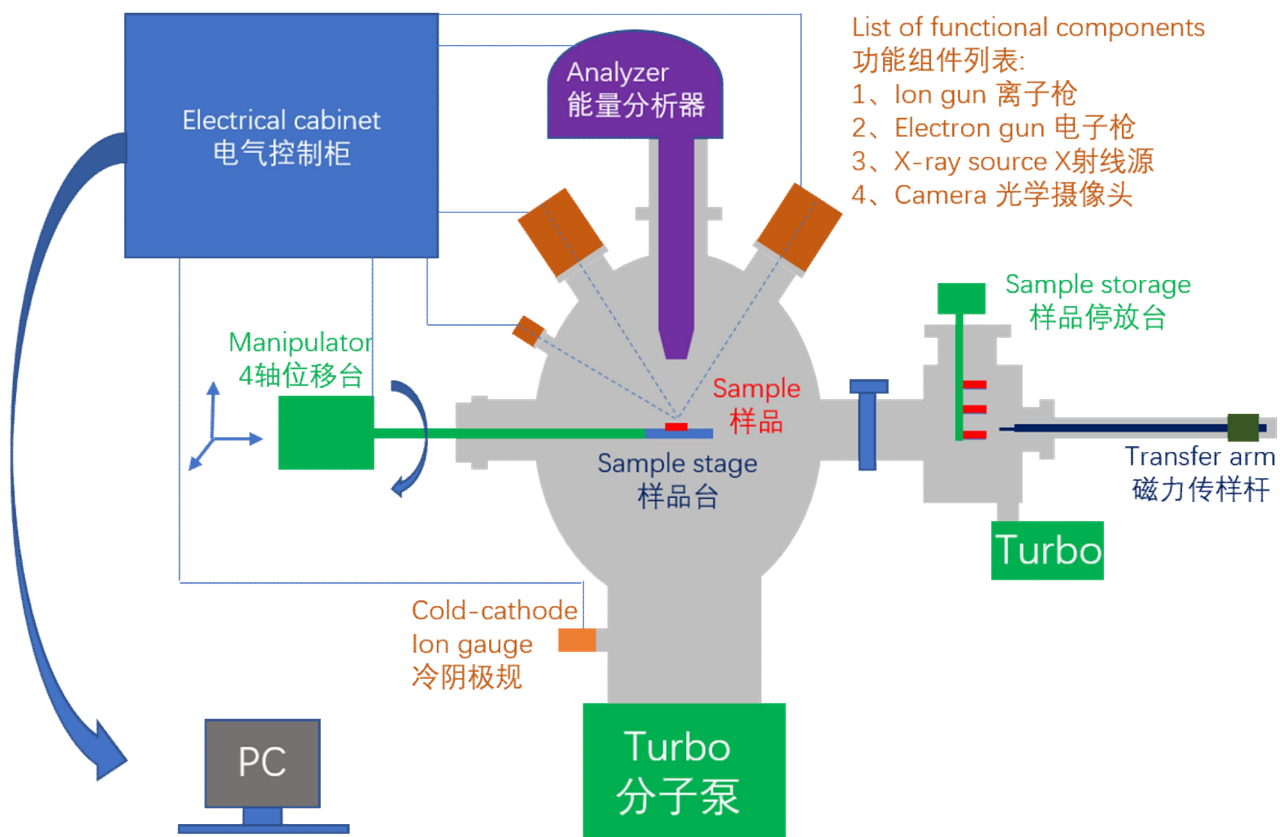 Electrical cabinet
电气控制柜
Analyzer
能量分析器
List of functional components
功能组件列表:
1、Ion gun 离子枪
2、Electron gun 电子枪
3、X-ray source X射线源
4、Camera 光学摄像头
Manipulator
4轴位移台
Sample
样品
Sample stage
样品台
Sample storage
样品停放台
Transfer arm
磁力传样杆
Turbo
Cold-cathode
Ion gauge
冷阴极规
Turbo
分子泵
PC